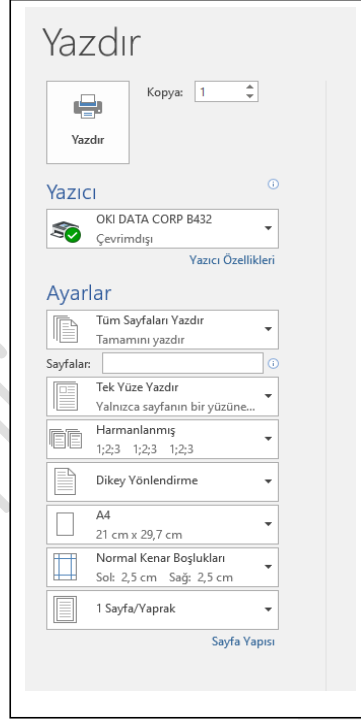 Yazdır
Kopya: 1
Yazdır
Yazıcı
OKI DATA CORP B432
Çevrimdışı
Yazıcı Özellikleri
Ayarlar
Tüm Sayfaları Yazdır
Tamamını yazdır
Sayfalar:
Tek Yüze Yazdır
Yalnızca sayfanın bir yüzüne...
Harmanlanmış
1;2;3 1;2;3 1;2;3
Dikey Yönlendirme
A4
21 cm x 29,7 cm
Normal Kenar Boşlukları
Sol: 2,5 cm Sağ: 2,5 cm
1 Sayfa/Yaprak
Sayfa Yapısı